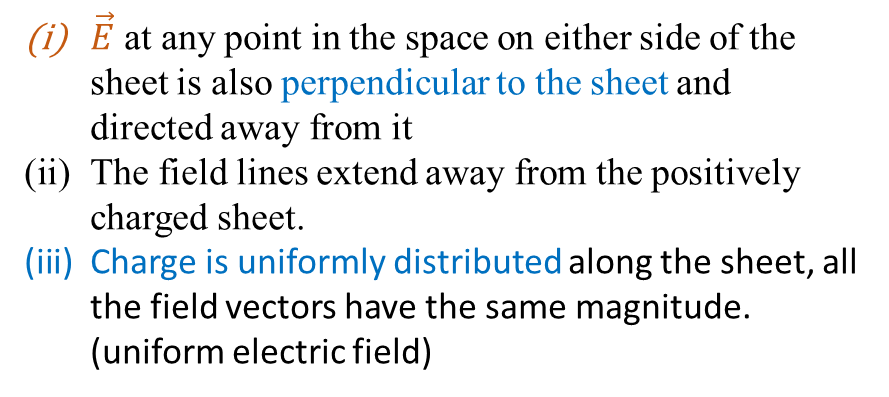 (i) $\vec{E}$ at any point in the space on either side of the
sheet is also perpendicular to the sheet and
directed away from it
(ii) The field lines extend away from the positively
charged sheet.
(iii) Charge is uniformly distributed along the sheet, all
the field vectors have the same magnitude.
(uniform electric field)